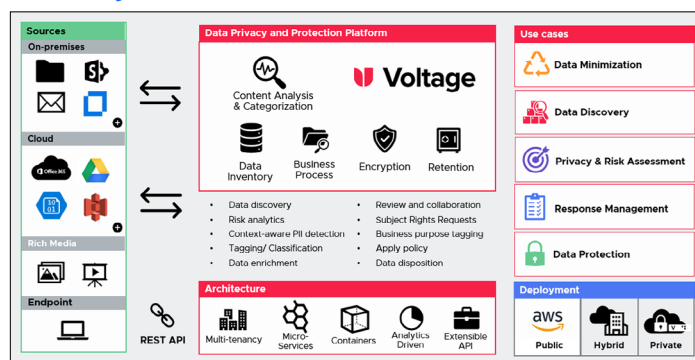 Sources
On-premises
Cloud
Office 365
10
01
Rich Media
Endpoint
REST API
Data Privacy and Protection Platform
Content Analysis
& Categorization
Voltage
Data
Inventory
Business
Process
Encryption
Retention
• Data discovery
• Risk analytics
• Context-aware PII detection
• Tagging/ Classification
• Data enrichment
• Review and collaboration
• Subject Rights Requests
• Business purpose tagging
• Apply policy
• Data disposition
Architecture
Multi-tenancy
Micro-
Services
Containers
Analytics
Driven
Extensible
API
Use cases
Data Minimization
Data Discovery
Privacy & Risk Assessment
Response Management
Data Protection
Deployment
aws
Public
Hybrid
Private